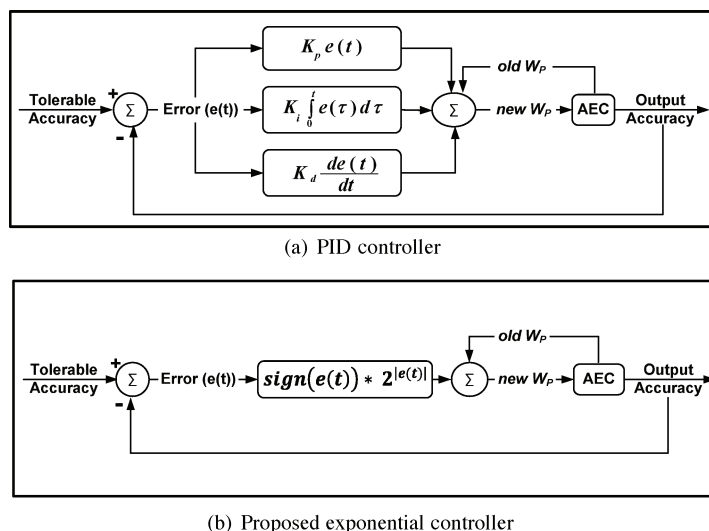 K_p e(t)
old W_P
+
Tolerable
Accuracy
Σ
Error (e(t))
K_i ∫_0^t e(τ) dτ
Σ
new W_P
AEC
Output
Accuracy
-
K_d de(t)/dt
(a) PID controller
old W_P
+
Tolerable
Accuracy
Σ
Error (e(t))
sign(e(t)) * 2^|e(t)|
Σ
new W_P
AEC
Output
Accuracy
-
(b) Proposed exponential controller